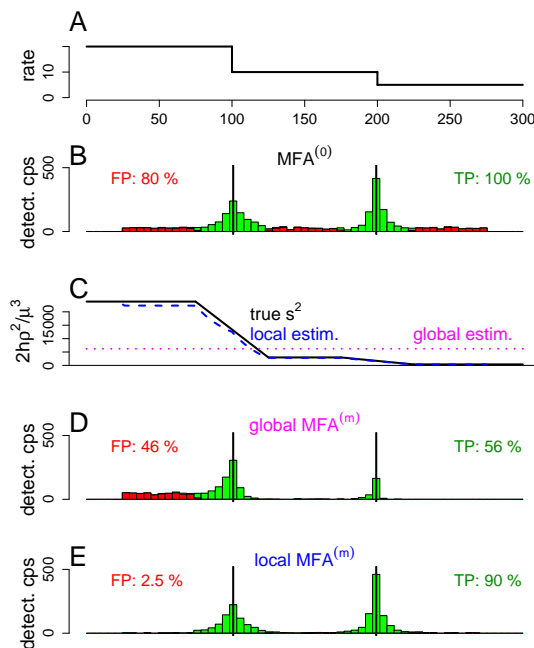 A
rate
10
0
0 50 100 150 200 250 300
B
MFA⁽⁰⁾
FP: 80 %
TP: 100 %
detect. cps
500
0
C
2hρ²/μ³
15000
0
true s²
local estim.
global estim.
D
global MFA⁽ᵐ⁾
FP: 46 %
TP: 56 %
detect. cps
500
0
E
local MFA⁽ᵐ⁾
FP: 2.5 %
TP: 90 %
detect. cps
500
0